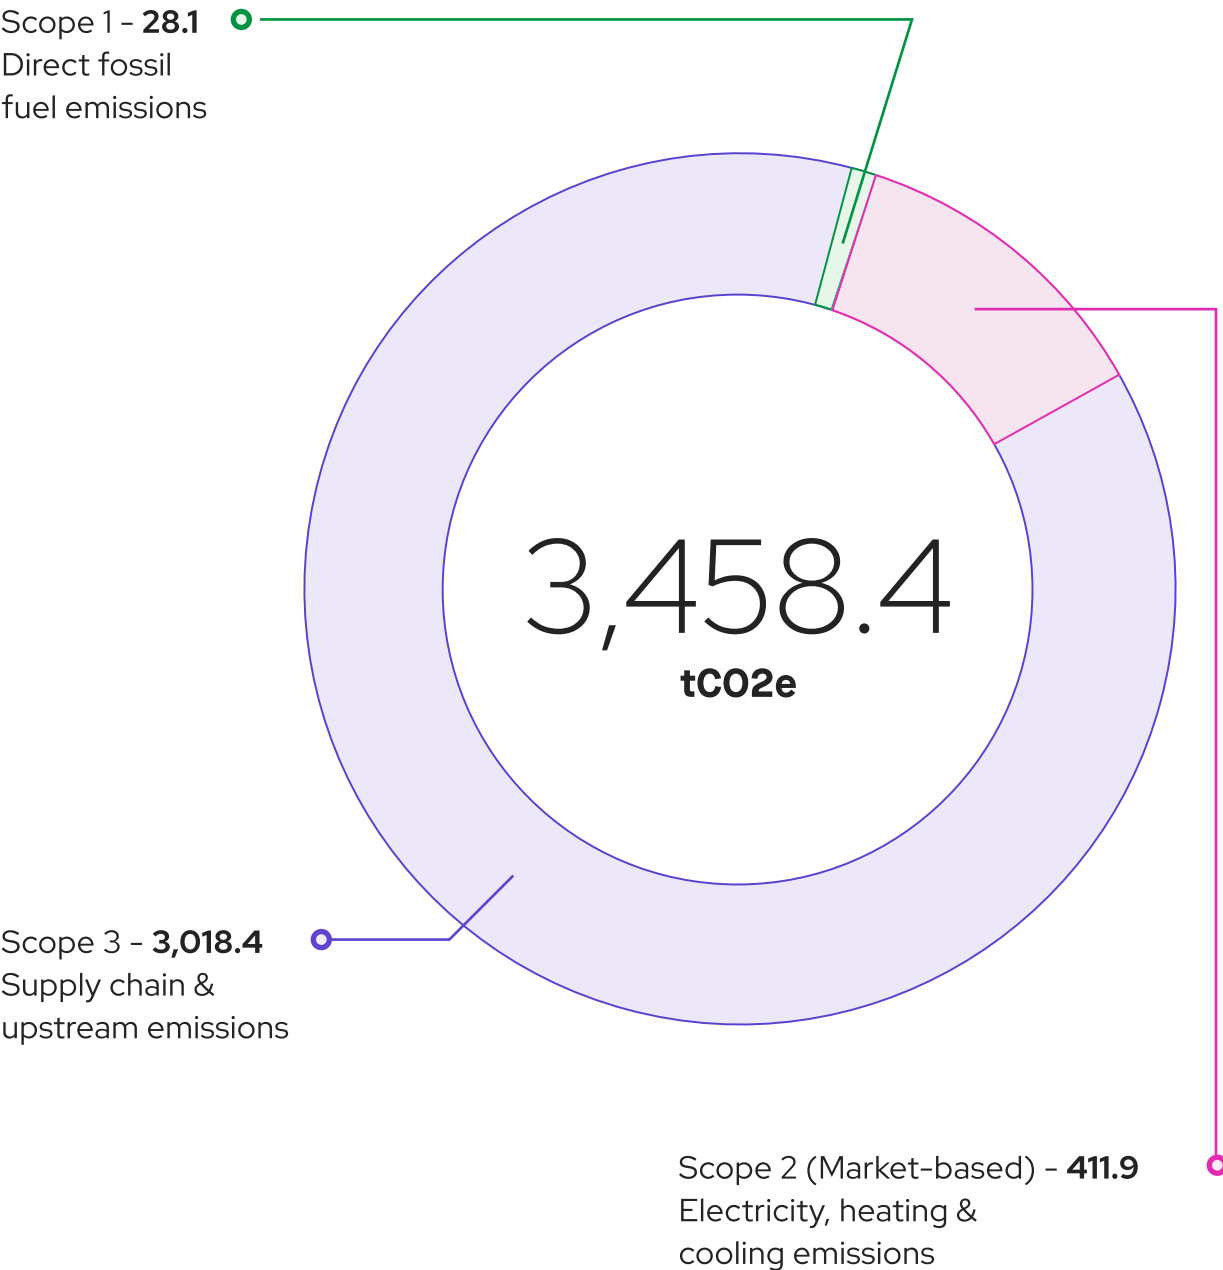 Scope 1 - 28.1
Direct fossil
fuel emissions
3,458.4
tCO2e
Scope 3 - 3,018.4
Supply chain &
upstream emissions
Scope 2 (Market-based) - 411.9
Electricity, heating &
cooling emissions